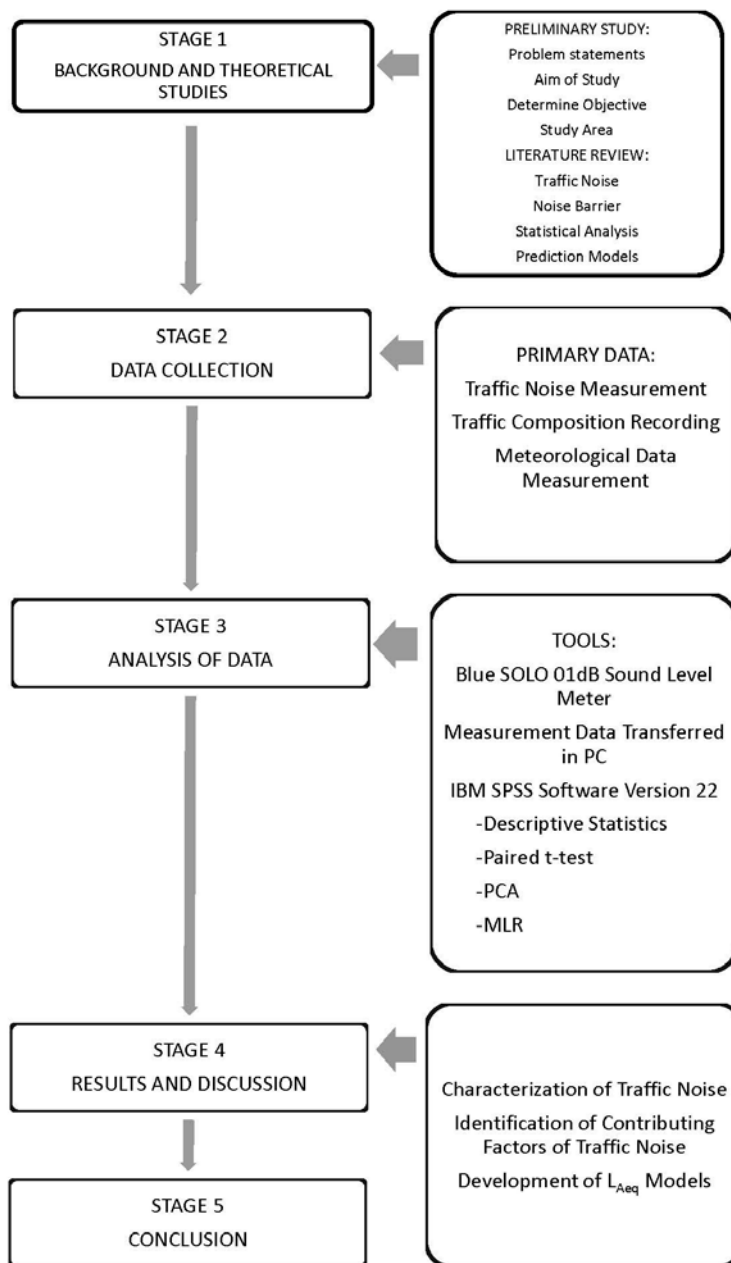 STAGE 1
BACKGROUND AND THEORETICAL
STUDIES
PRELIMINARY STUDY:
Problem statements
Aim of Study
Determine Objective
Study Area
LITERATURE REVIEW:
Traffic Noise
Noise Barrier
Statistical Analysis
Prediction Models
STAGE 2
DATA COLLECTION
PRIMARY DATA:
Traffic Noise Measurement
Traffic Composition Recording
Meteorological Data
Measurement
STAGE 3
ANALYSIS OF DATA
TOOLS:
Blue SOLO 01dB Sound Level
Meter
Measurement Data Transferred
in PC
IBM SPSS Software Version 22
-Descriptive Statistics
-Paired t-test
-PCA
-MLR
STAGE 4
RESULTS AND DISCUSSION
Characterization of Traffic Noise
Identification of Contributing
Factors of Traffic Noise
Development of LAeq Models
STAGE 5
CONCLUSION